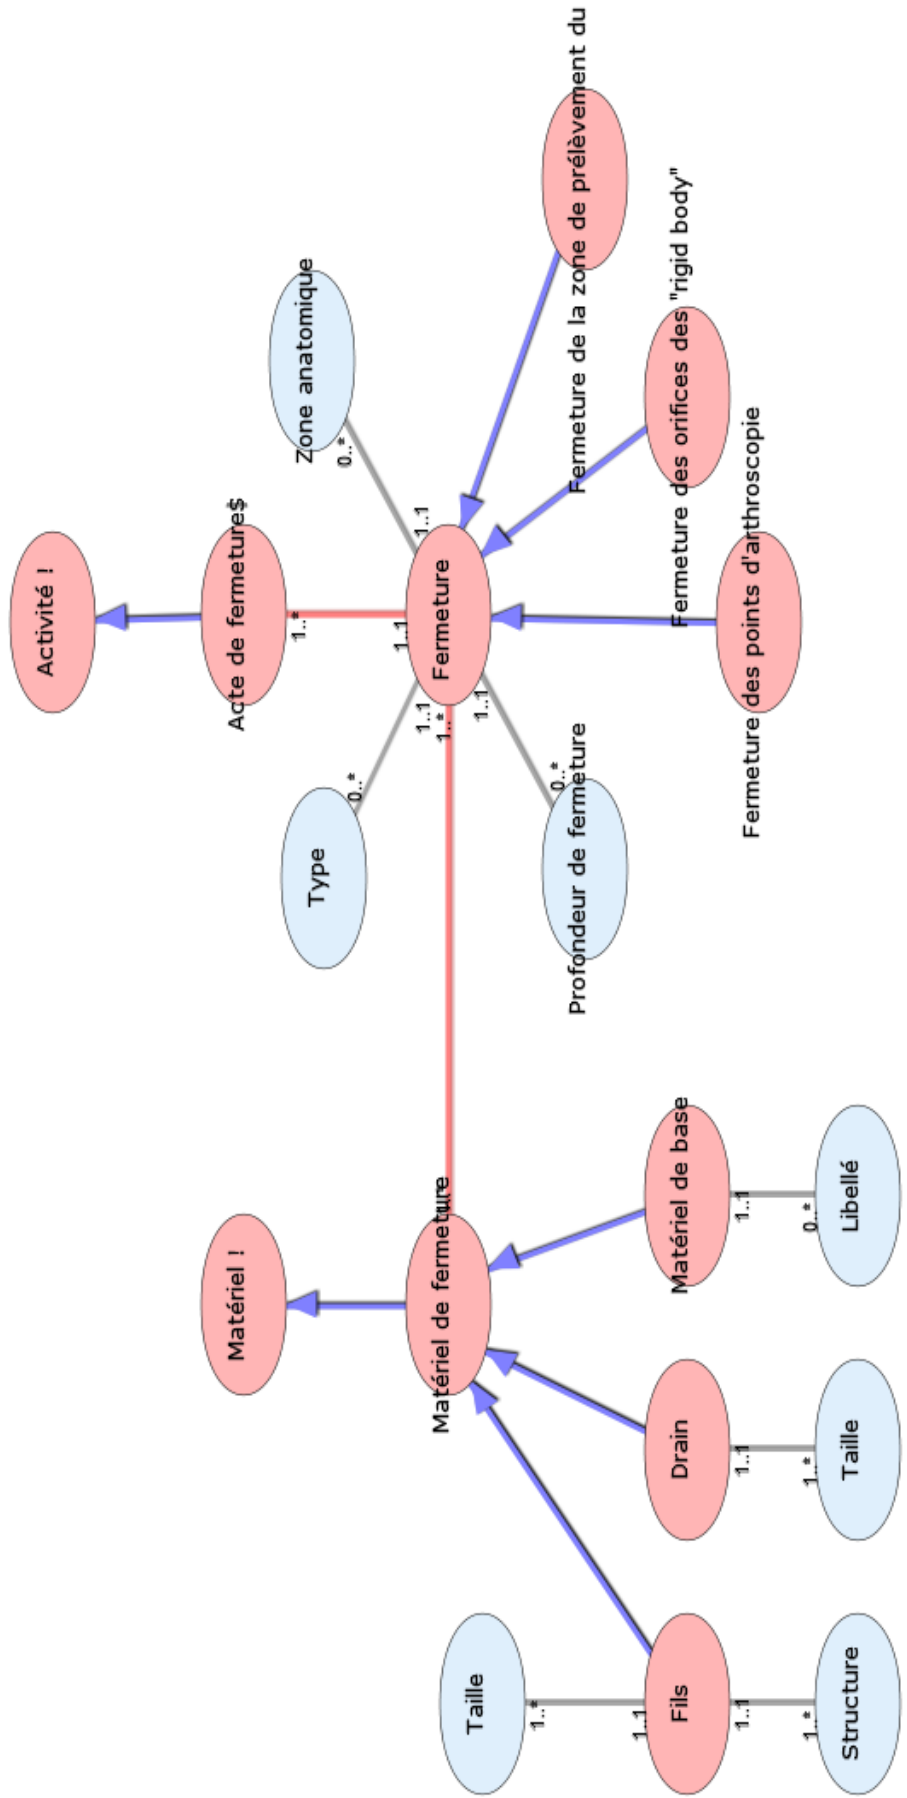 Activité !
Matériel !
Acte de fermetures
1..*
Type
Zone anatomique
0..*
0..*
1..1
1..1
1..1
Matériel de fermeture
1..*
Fermeture
Taille
1..1
1..*
0..*
Profondeur de fermeture
Fermeture de la zone de prélèvement du
1..1
Fils
Drain
Matériel de base
Fermeture des orifices des "rigid body"
1..1
1..1
1..1
Fermeture des points d'arthroscopie
1..*
1..*
0..*
Structure
Taille
Libellé